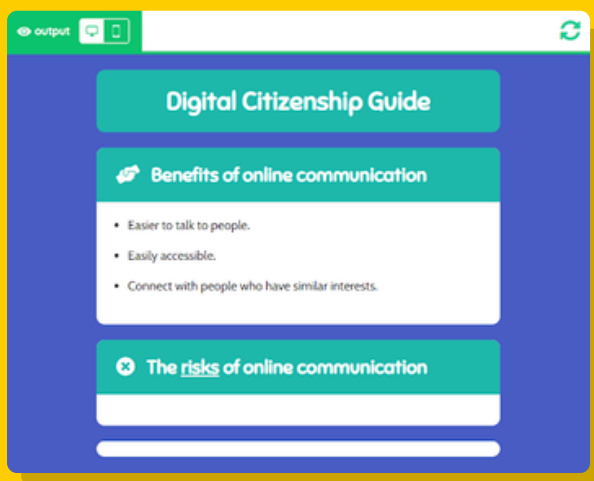 output
Digital Citizenship Guide
Benefits of online communication
• Easier to talk to people.
• Easily accessible.
• Connect with people who have similar interests.
The risks of online communication